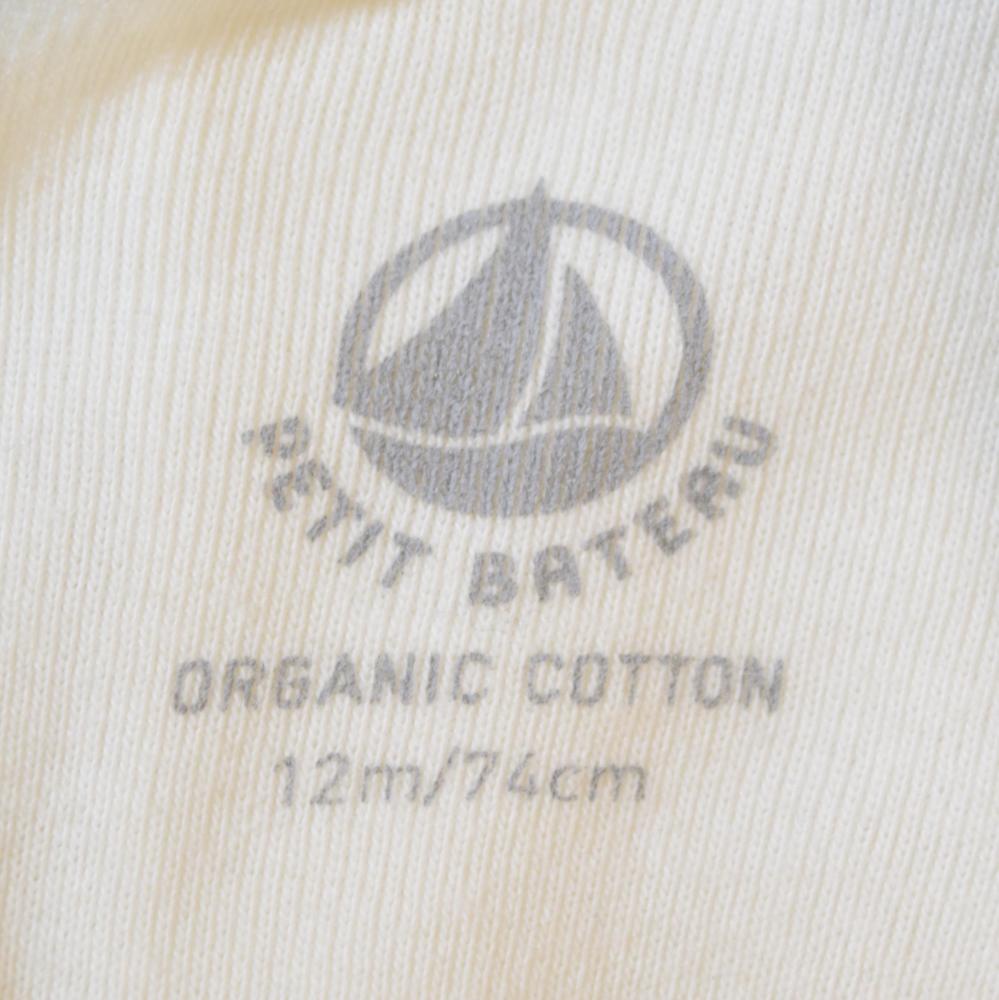 PETIT BATEAU
ORGANIC COTTON
12m/74cm